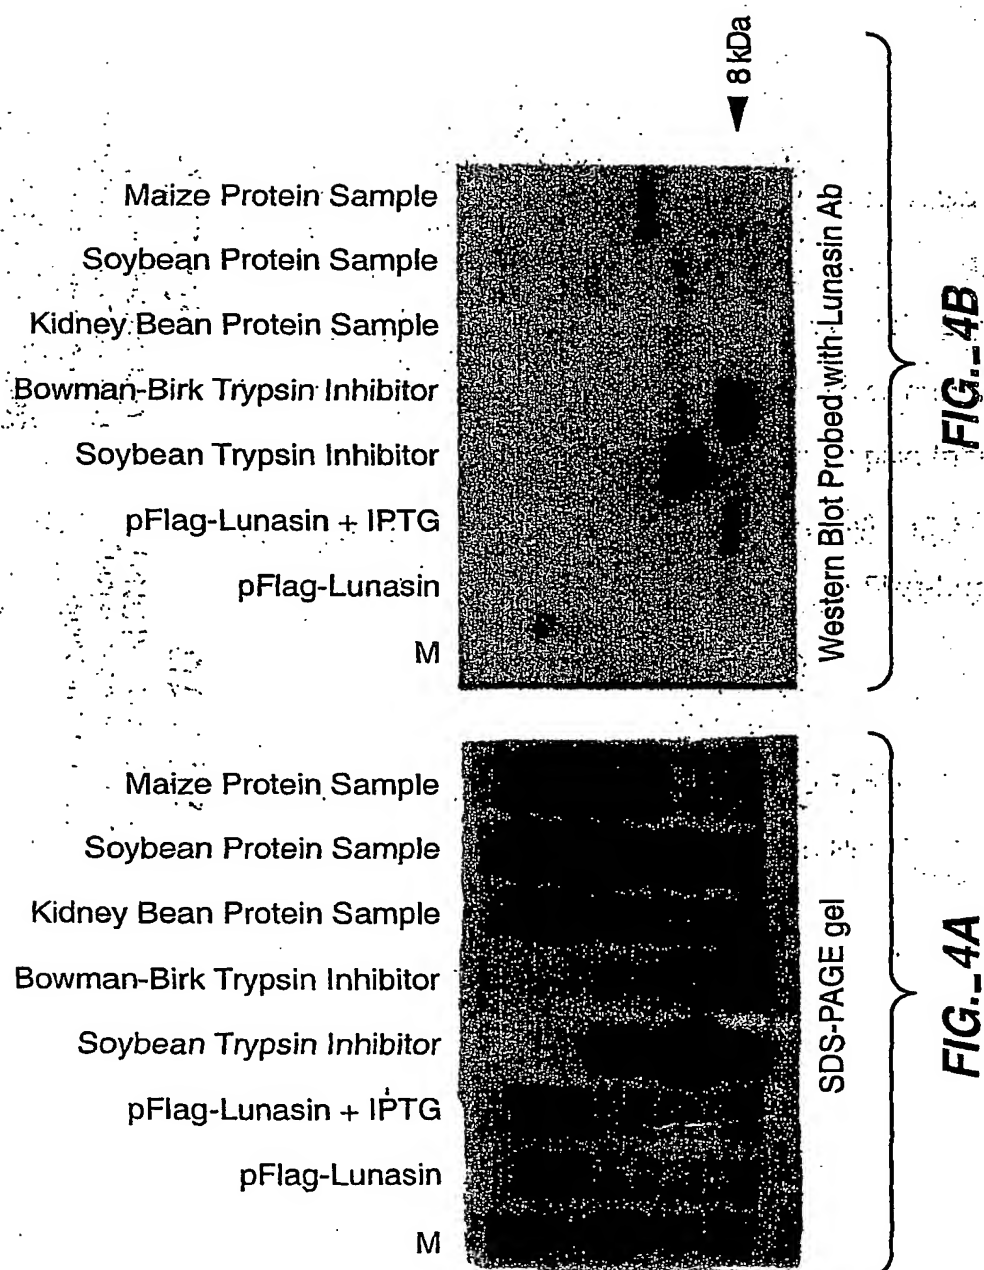 8 kDa
Maize Protein Sample
Soybean Protein Sample
Kidney Bean Protein Sample
Bowman-Birk Trypsin Inhibitor
Soybean Trypsin Inhibitor
pFlag-Lunasin + IPTG
pFlag-Lunasin
M
Western Blot Probed with Lunasin Ab
FIG._4B
Maize Protein Sample
Soybean Protein Sample
Kidney Bean Protein Sample
Bowman-Birk Trypsin Inhibitor
Soybean Trypsin Inhibitor
pFlag-Lunasin + IPTG
pFlag-Lunasin
M
SDS-PAGE gel
FIG._4A